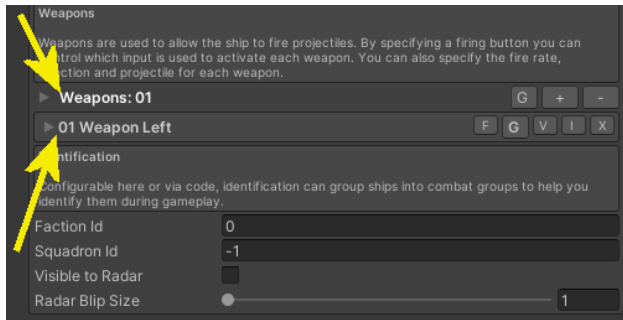 Weapons
Weapons are used to allow the ship to fire projectiles. By specifying a firing button you can
control which input is used to activate each weapon. You can also specify the fire rate,
direction and projectile for each weapon.
Weapons: 01 G + -
01 Weapon Left F G V I X
Identification
Configurable here or via code, identification can group ships into combat groups to help you
identify them during gameplay.
Faction Id 0
Squadron Id -1
Visible to Radar
Radar Blip Size 1